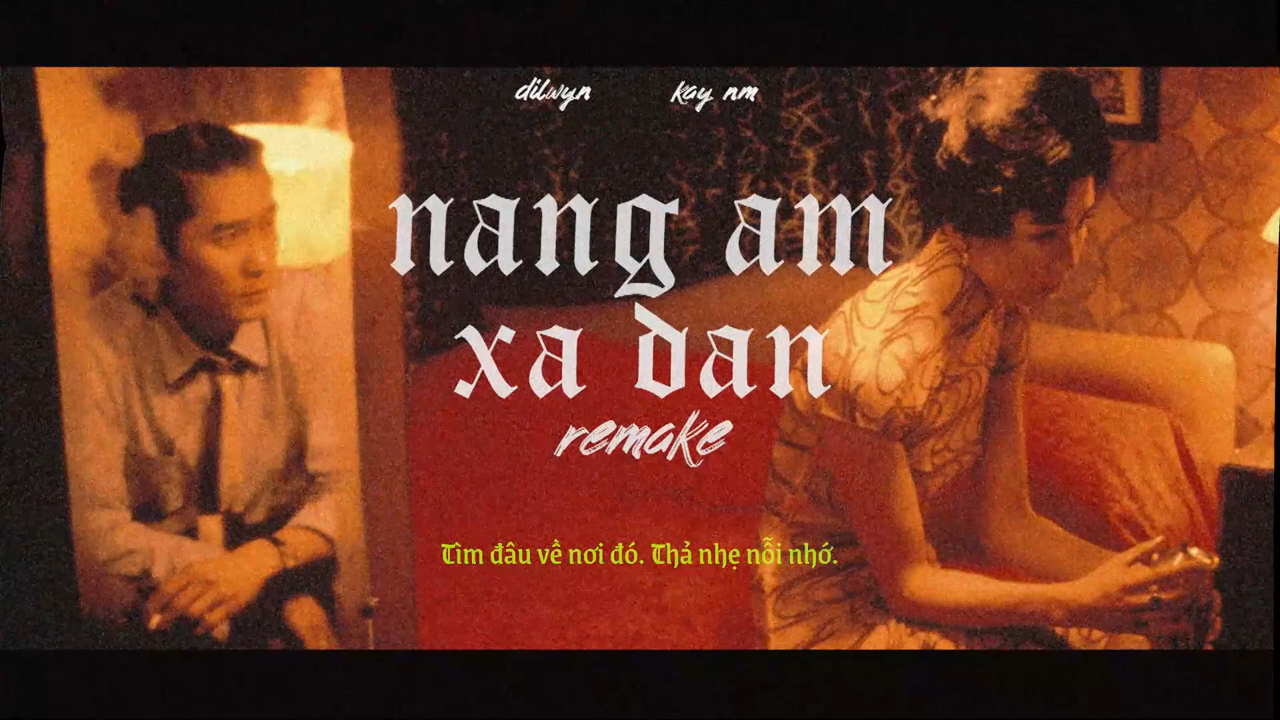 dilwyn kay nm
nang am
xa dan
remake
Tìm đâu về nơi đó. Thả nhẹ nỗi nhớ.